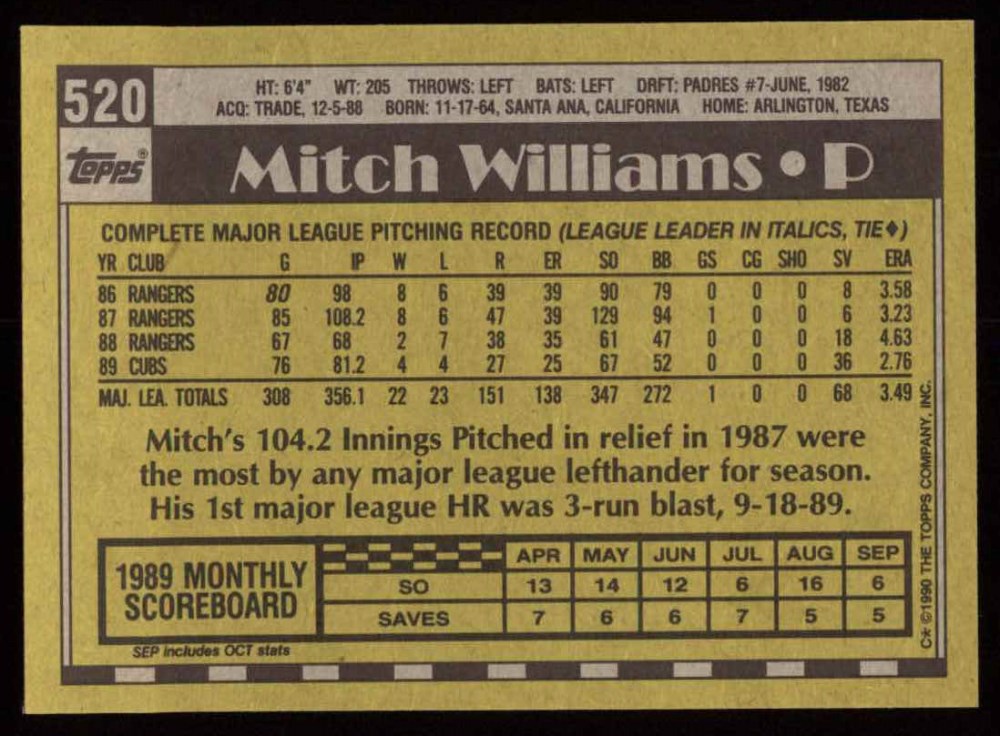 520
HT: 6'4" WT: 205 THROWS: LEFT BATS: LEFT DRFT: PADRES #7-JUNE, 1982
ACQ: TRADE, 12-5-88 BORN: 11-17-64, SANTA ANA, CALIFORNIA HOME: ARLINGTON, TEXAS
topps®
Mitch Williams • P
COMPLETE MAJOR LEAGUE PITCHING RECORD (LEAGUE LEADER IN ITALICS, TIE♦)
YR CLUB G IP W L R ER SO BB GS CG SHO SV ERA
86 RANGERS 80 98 8 6 39 39 90 79 0 0 0 8 3.58
87 RANGERS 85 108.2 8 6 47 39 129 94 1 0 0 6 3.23
88 RANGERS 67 68 2 7 38 35 61 47 0 0 0 18 4.63
89 CUBS 76 81.2 4 4 27 25 67 52 0 0 0 36 2.76
MAJ. LEA. TOTALS 308 356.1 22 23 151 138 347 272 1 0 0 68 3.49
Mitch's 104.2 Innings Pitched in relief in 1987 were
the most by any major league lefthander for season.
His 1st major league HR was 3-run blast, 9-18-89.
1989 MONTHLY
SCOREBOARD
APR MAY JUN JUL AUG SEP
SO 13 14 12 6 16 6
SAVES 7 6 6 7 5 5
SEP includes OCT stats
C* ©1990 THE TOPPS COMPANY, INC.